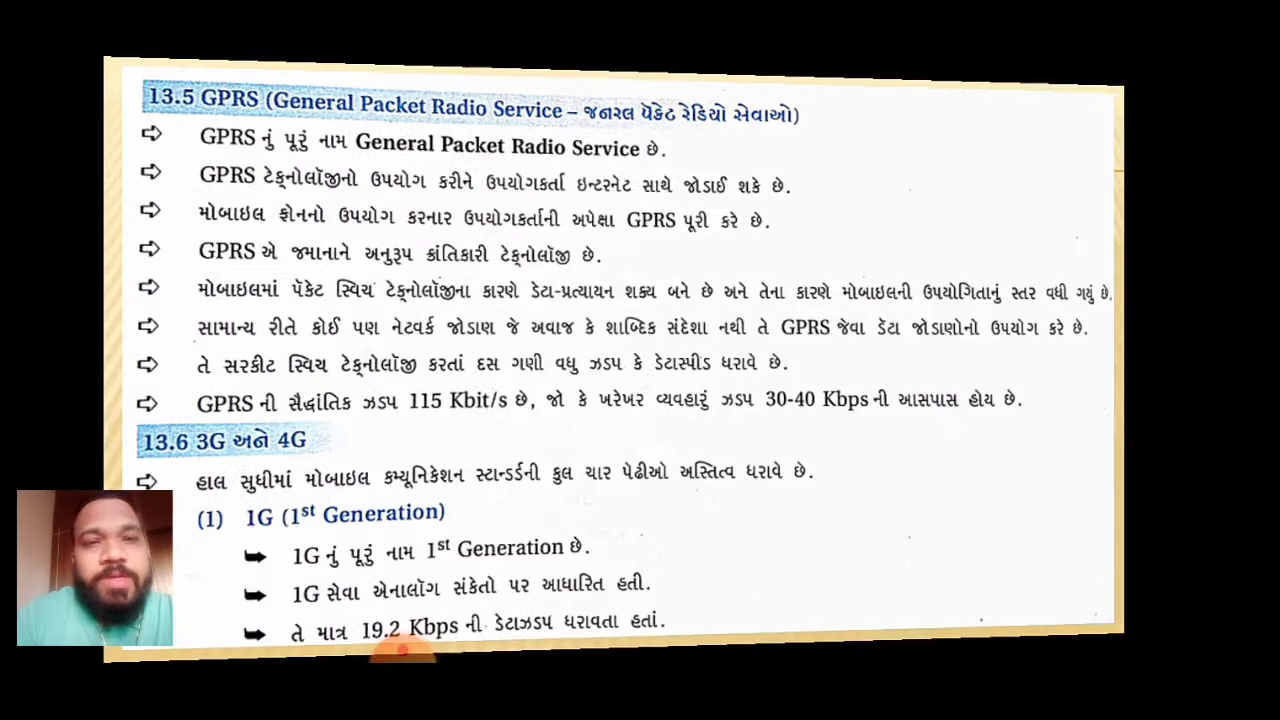 13.5 GPRS (General Packet Radio Service – જનરલ પૅકેટ રેડિયો સેવાઓ)
⇨ GPRS નું પૂરું નામ General Packet Radio Service છે.
⇨ GPRS ટેક્નોલૉજીનો ઉપયોગ કરીને ઉપયોગકર્તા ઇન્ટરનેટ સાથે જોડાઈ શકે છે.
⇨ મોબાઇલ ફોનનો ઉપયોગ કરનાર ઉપયોગકર્તાની અપેક્ષા GPRS પૂરી કરે છે.
⇨ GPRS એ જમાનાને અનુરૂપ ક્રાંતિકારી ટેક્નોલૉજી છે.
⇨ મોબાઇલમાં પૅકેટ સ્વિચ ટેક્નોલૉજીના કારણે ડેટા-પ્રત્યાયન શક્ય બને છે અને તેના કારણે મોબાઇલની ઉપયોગિતાનું સ્તર વધી ગયું છે.
⇨ સામાન્ય રીતે કોઈ પણ નેટવર્ક જોડાણ જે અવાજ કે શાબ્દિક સંદેશા નથી તે GPRS જેવા ડૅટા જોડાણોનો ઉપયોગ કરે છે.
⇨ તે સરકીટ સ્વિચ ટેક્નોલૉજી કરતાં દસ ગણી વધુ ઝડપ કે ડેટાસ્પીડ ધરાવે છે.
⇨ GPRS ની સૈદ્ધાંતિક ઝડપ 115 Kbit/s છે, જો કે ખરેખર વ્યવહારું ઝડપ 30-40 Kbps ની આસપાસ હોય છે.
13.6 3G અને 4G
⇨ હાલ સુધીમાં મોબાઇલ કમ્યૂનિકેશન સ્ટાન્ડર્ડની કુલ ચાર પેઢીઓ અસ્તિત્વ ધરાવે છે.
(1) 1G (1st Generation)
➥ 1G નું પૂરું નામ 1st Generation છે.
➥ 1G સેવા એનાલૉગ સંકેતો પર આધારિત હતી.
➥ તે માત્ર 19.2 Kbps ની ડેટાઝડપ ધરાવતા હતાં.